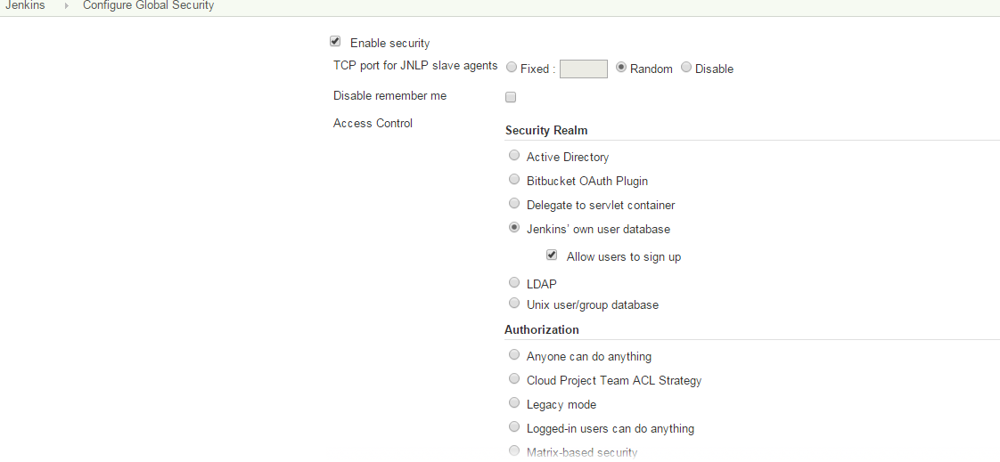 Jenkins Configure Global Security
Enable security
TCP port for JNLP slave agents Fixed : Random Disable
Disable remember me
Access Control
Security Realm
Active Directory
Bitbucket OAuth Plugin
Delegate to servlet container
Jenkins' own user database
Allow users to sign up
LDAP
Unix user/group database
Authorization
Anyone can do anything
Cloud Project Team ACL Strategy
Legacy mode
Logged-in users can do anything
Matrix-based security